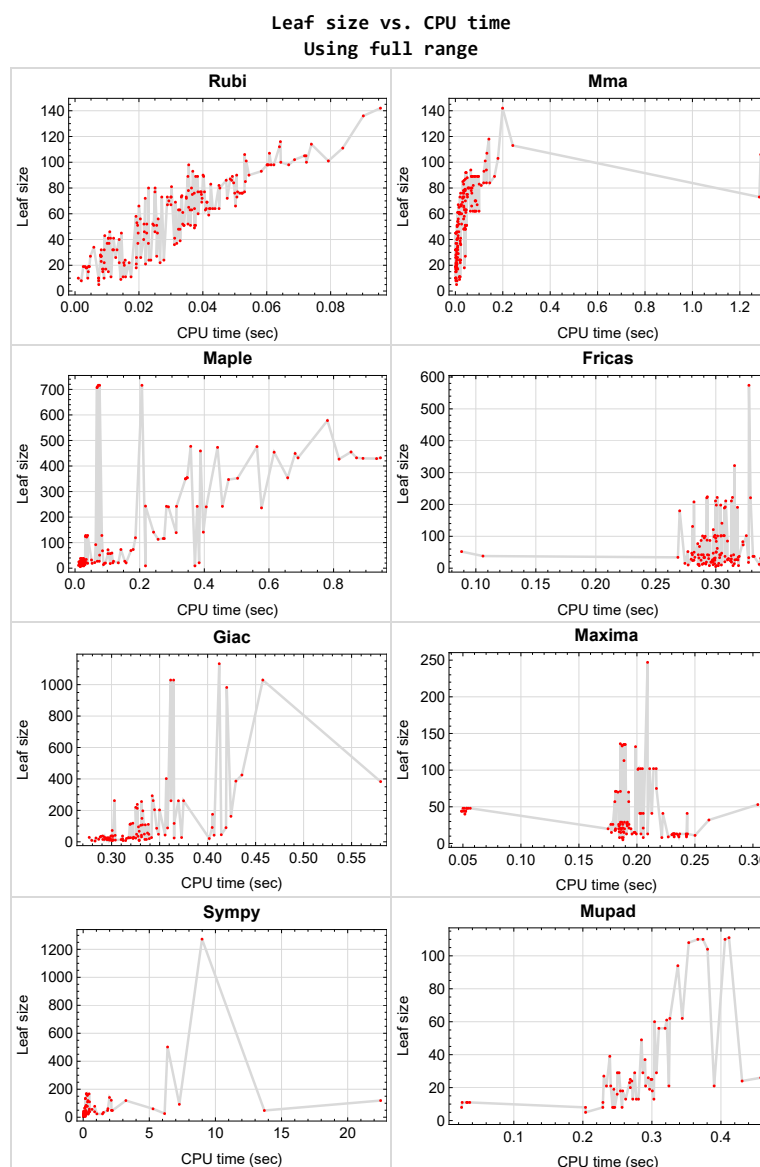 Leaf size vs. CPU time
Using full range
Rubi
140
120
100
80
60
40
20
0
Leaf size
0.00 0.02 0.04 0.06 0.08
CPU time (sec)
Mma
140
120
100
80
60
40
20
0
Leaf size
0.0 0.2 0.4 0.6 0.8 1.0 1.2
CPU time (sec)
Maple
700
600
500
400
300
200
100
0
Leaf size
0.0 0.2 0.4 0.6 0.8
CPU time (sec)
Fricas
600
500
400
300
200
100
0
Leaf size
0.10 0.15 0.20 0.25 0.30
CPU time (sec)
Giac
1000
800
600
400
200
0
Leaf size
0.30 0.35 0.40 0.45 0.50 0.55
CPU time (sec)
Maxima
250
200
150
100
50
0
Leaf size
0.05 0.10 0.15 0.20 0.25 0.30
CPU time (sec)
Sympy
1200
1000
800
600
400
200
0
Leaf size
0 5 10 15 20
CPU time (sec)
Mupad
100
80
60
40
20
0
Leaf size
0.1 0.2 0.3 0.4
CPU time (sec)